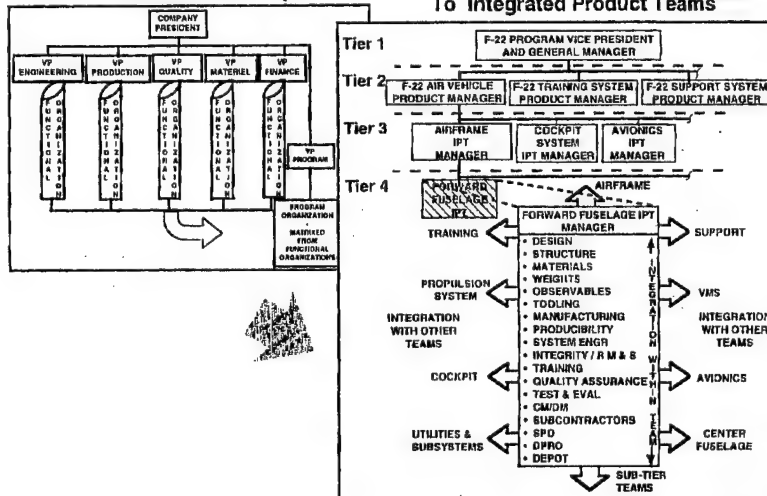 To Integrated Product Teams
COMPANY
PRESIDENT
VP
ENGINEERING
VP
PRODUCTION
VP
QUALITY
VP
MATERIEL
VP
FINANCE
FUNCTIONAL
ORGANIZATION
FUNCTIONAL
ORGANIZATION
FUNCTIONAL
ORGANIZATION
FUNCTIONAL
ORGANIZATION
FUNCTIONAL
ORGANIZATION
VP
PROGRAM
PROGRAM
ORGANIZATION
MATRIXED
FROM
FUNCTIONAL
ORGANIZATIONS
Tier 1
F-22 PROGRAM VICE PRESIDENT
AND GENERAL MANAGER
Tier 2
F-22 AIR VEHICLE
PRODUCT MANAGER
F-22 TRAINING SYSTEM
PRODUCT MANAGER
F-22 SUPPORT SYSTEM
PRODUCT MANAGER
Tier 3
AIRFRAME
IPT
MANAGER
COCKPIT
SYSTEM
IPT MANAGER
AVIONICS
IPT
MANAGER
Tier 4
FORWARD
FUSELAGE
IPT
AIRFRAME
FORWARD FUSELAGE IPT
MANAGER
• DESIGN
• STRUCTURE
• MATERIALS
• WEIGHTS
• OBSERVABLES
• TOOLING
• MANUFACTURING
• PRODUCIBILITY
• SYSTEM ENGR
• INTEGRITY / R M & S
• TRAINING
• QUALITY ASSURANCE
• TEST & EVAL
• CM/DM
• SUBCONTRACTORS
• SPO
• DPRO
• DEPOT
INTEGRATION WITHIN TEAM
TRAINING
PROPULSION
SYSTEM
INTEGRATION
WITH OTHER
TEAMS
COCKPIT
UTILITIES &
SUBSYSTEMS
SUPPORT
VMS
INTEGRATION
WITH OTHER
TEAMS
AVIONICS
CENTER
FUSELAGE
SUB-TIER
TEAMS